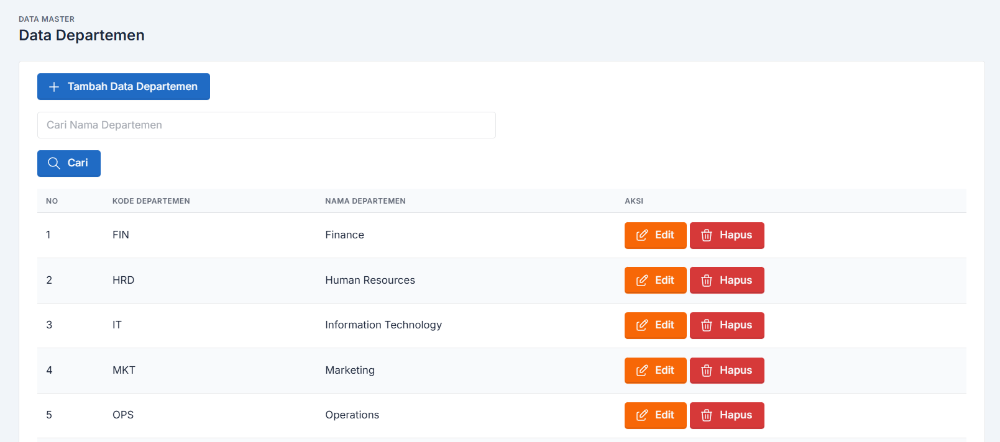 DATA MASTER
Data Departemen
Tambah Data Departemen
Cari Nama Departemen
Cari
NO KODE DEPARTEMEN NAMA DEPARTEMEN AKSI
1 FIN Finance Edit Hapus
2 HRD Human Resources Edit Hapus
3 IT Information Technology Edit Hapus
4 MKT Marketing Edit Hapus
5 OPS Operations Edit Hapus